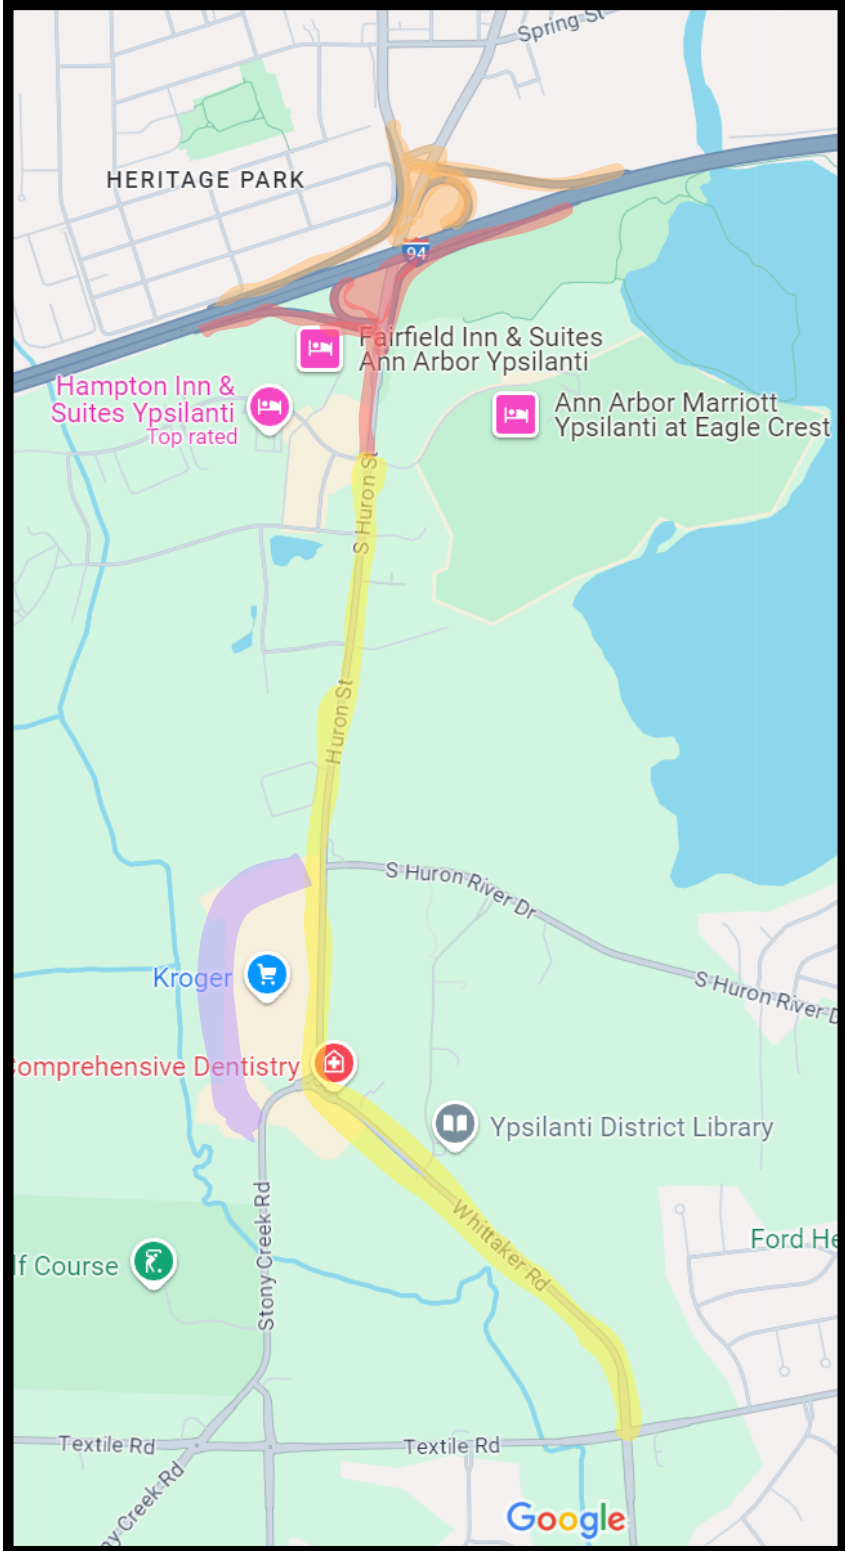 Spring St
HERITAGE PARK
94
Fairfield Inn & Suites
Ann Arbor Ypsilanti
Hampton Inn &
Suites Ypsilanti
Top rated
Ann Arbor Marriott
Ypsilanti at Eagle Crest
S Huron St
Huron St
S Huron River Dr
Kroger
S Huron River D
omprehensive Dentistry
Ypsilanti District Library
Whittaker Rd
Stony Creek Rd
Ford He
lf Course
Textile Rd
Textile Rd
ny Creek Rd
Google